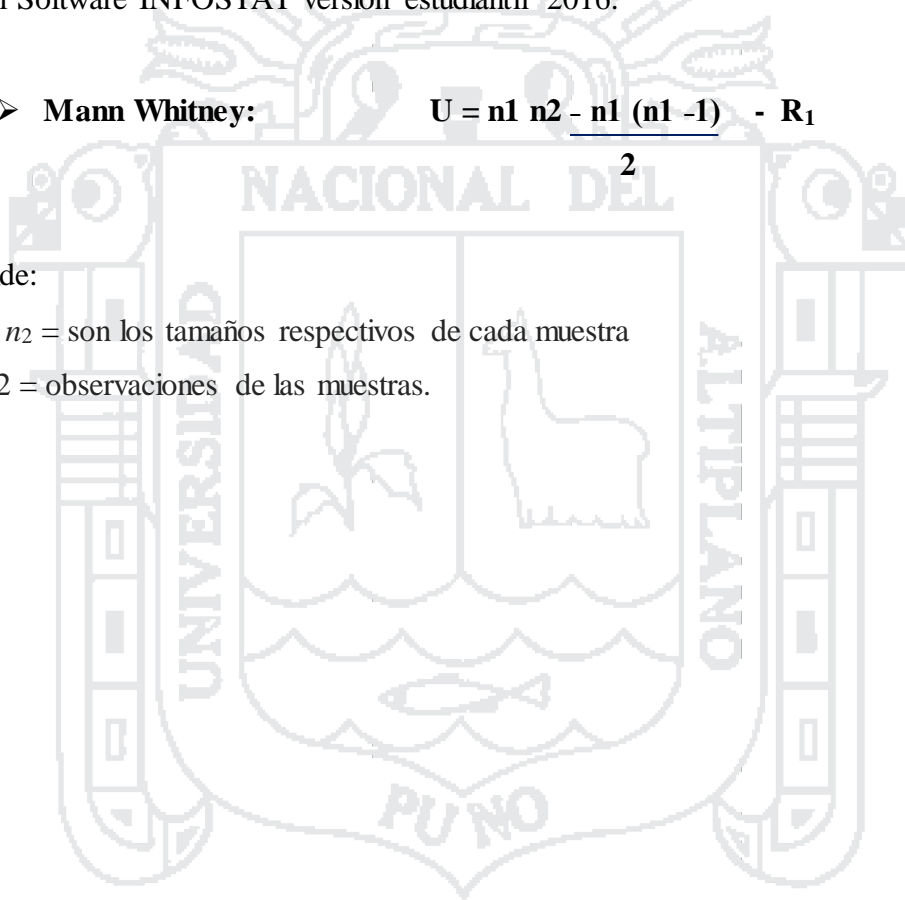 Software INFOSTAT versión estudiantil 2016.
➢ Mann Whitney: U = n1 n2 - n1 (n1 -1) - R1
2
NACIONAL DEL
de:
n2 = son los tamaños respectivos de cada muestra
2 = observaciones de las muestras.
UNIVERSIDAD
ALTIPLANO
PUNO